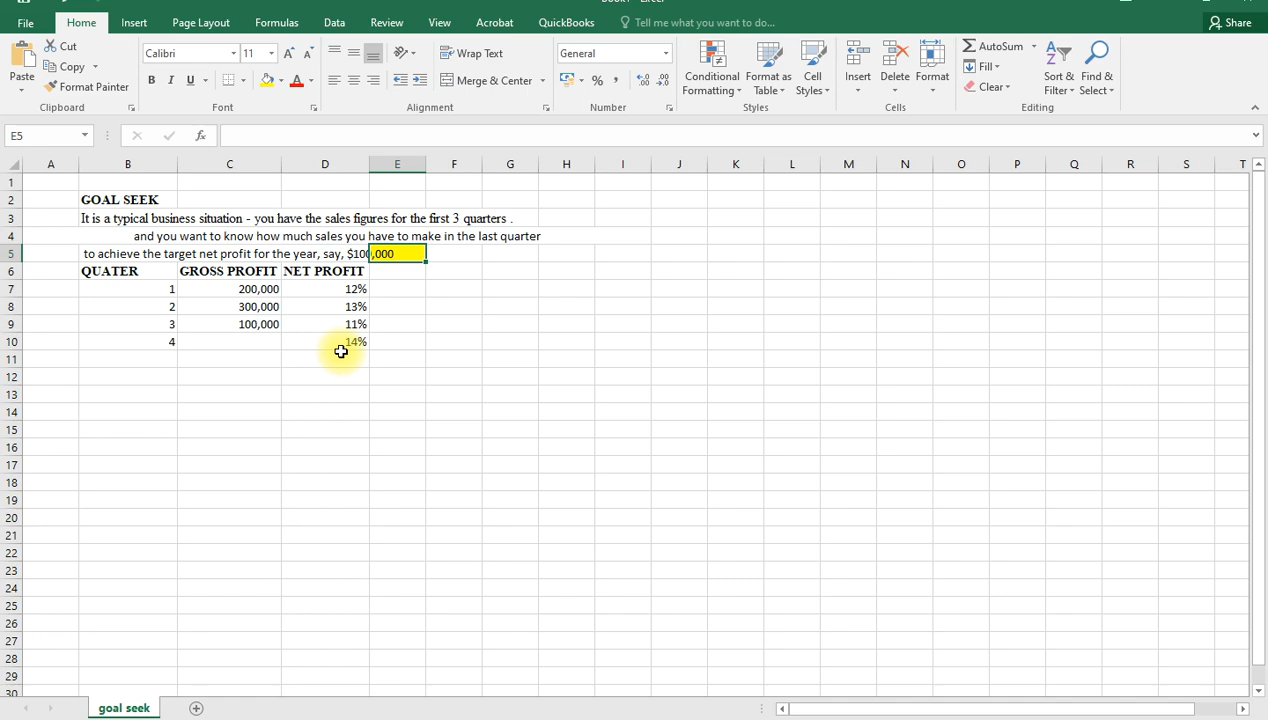 File Home Insert Page Layout Formulas Data Review View Acrobat QuickBooks Tell me what you want to do... Share
Cut
Copy
Format Painter
Paste
Clipboard
Calibri 11
B I U
Font
Wrap Text
Merge & Center
Alignment
General
Number
Conditional Formatting
Format as Table
Cell Styles
Styles
Insert Delete Format
Cells
AutoSum
Fill
Clear
Sort & Filter
Find & Select
Editing
E5 fx
A B C D E F G H I J K L M N O P Q R S T
1
2 GOAL SEEK
3 It is a typical business situation - you have the sales figures for the first 3 quarters .
4 and you want to know how much sales you have to make in the last quarter
5 to achieve the target net profit for the year, say, $100,000
6 QUATER GROSS PROFIT NET PROFIT
7 1 200,000 12%
8 2 300,000 13%
9 3 100,000 11%
10 4 14%
11
12
13
14
15
16
17
18
19
20
21
22
23
24
25
26
27
28
29
30
goal seek